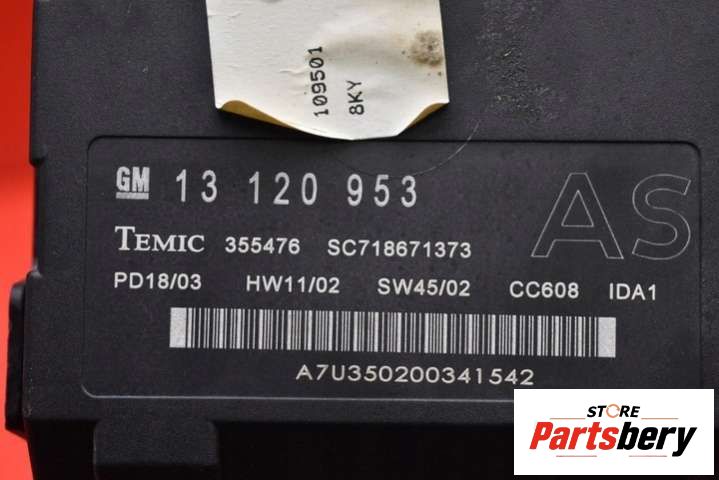 109501
8KY
GM 13 120 953
AS
TEMIC 355476 SC718671373
PD18/03 HW11/02 SW45/02 CC608 IDA1
A7U350200341542
STORE
Partsbery